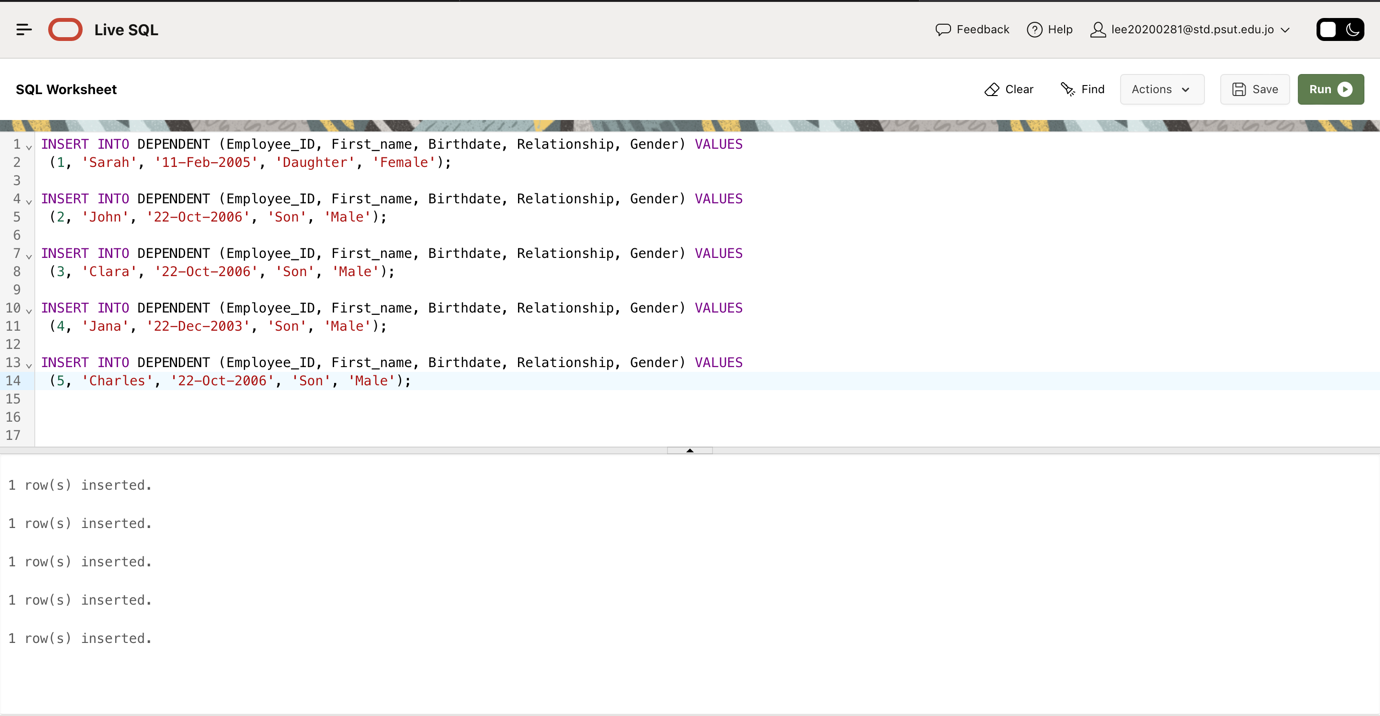 Live SQL
Feedback
Help
lee20200281@std.psut.edu.jo
SQL Worksheet
Clear
Find
Actions
Save
Run
1 INSERT INTO DEPENDENT (Employee_ID, First_name, Birthdate, Relationship, Gender) VALUES
2 (1, 'Sarah', '11-Feb-2005', 'Daughter', 'Female');
3
4 INSERT INTO DEPENDENT (Employee_ID, First_name, Birthdate, Relationship, Gender) VALUES
5 (2, 'John', '22-Oct-2006', 'Son', 'Male');
6
7 INSERT INTO DEPENDENT (Employee_ID, First_name, Birthdate, Relationship, Gender) VALUES
8 (3, 'Clara', '22-Oct-2006', 'Son', 'Male');
9
10 INSERT INTO DEPENDENT (Employee_ID, First_name, Birthdate, Relationship, Gender) VALUES
11 (4, 'Jana', '22-Dec-2003', 'Son', 'Male');
12
13 INSERT INTO DEPENDENT (Employee_ID, First_name, Birthdate, Relationship, Gender) VALUES
14 (5, 'Charles', '22-Oct-2006', 'Son', 'Male');
15
16
17
1 row(s) inserted.
1 row(s) inserted.
1 row(s) inserted.
1 row(s) inserted.
1 row(s) inserted.